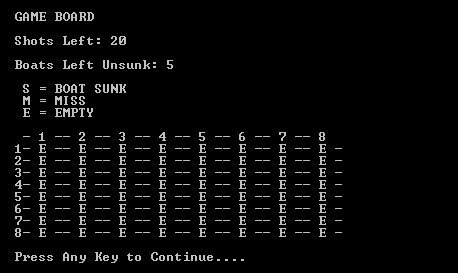 GAME BOARD
Shots Left: 20
Boats Left Unsunk: 5
S = BOAT SUNK
M = MISS
E = EMPTY
- 1 -- 2 -- 3 -- 4 -- 5 -- 6 -- 7 -- 8
1- E -- E -- E -- E -- E -- E -- E -- E -
2- E -- E -- E -- E -- E -- E -- E -- E -
3- E -- E -- E -- E -- E -- E -- E -- E -
4- E -- E -- E -- E -- E -- E -- E -- E -
5- E -- E -- E -- E -- E -- E -- E -- E -
6- E -- E -- E -- E -- E -- E -- E -- E -
7- E -- E -- E -- E -- E -- E -- E -- E -
8- E -- E -- E -- E -- E -- E -- E -- E -
Press Any Key to Continue....